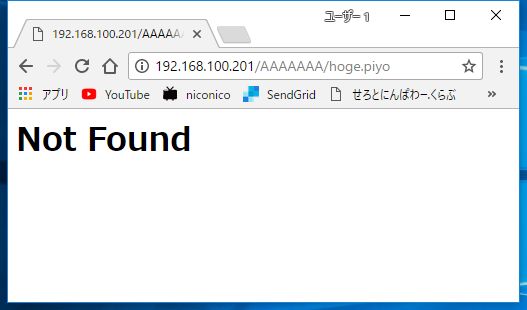 ユーザー 1
192.168.100.201/AAAAA
192.168.100.201/AAAAAAA/hoge.piyo
アプリ YouTube niconico SendGrid せろとにんぱわー.くらぶ »
Not Found